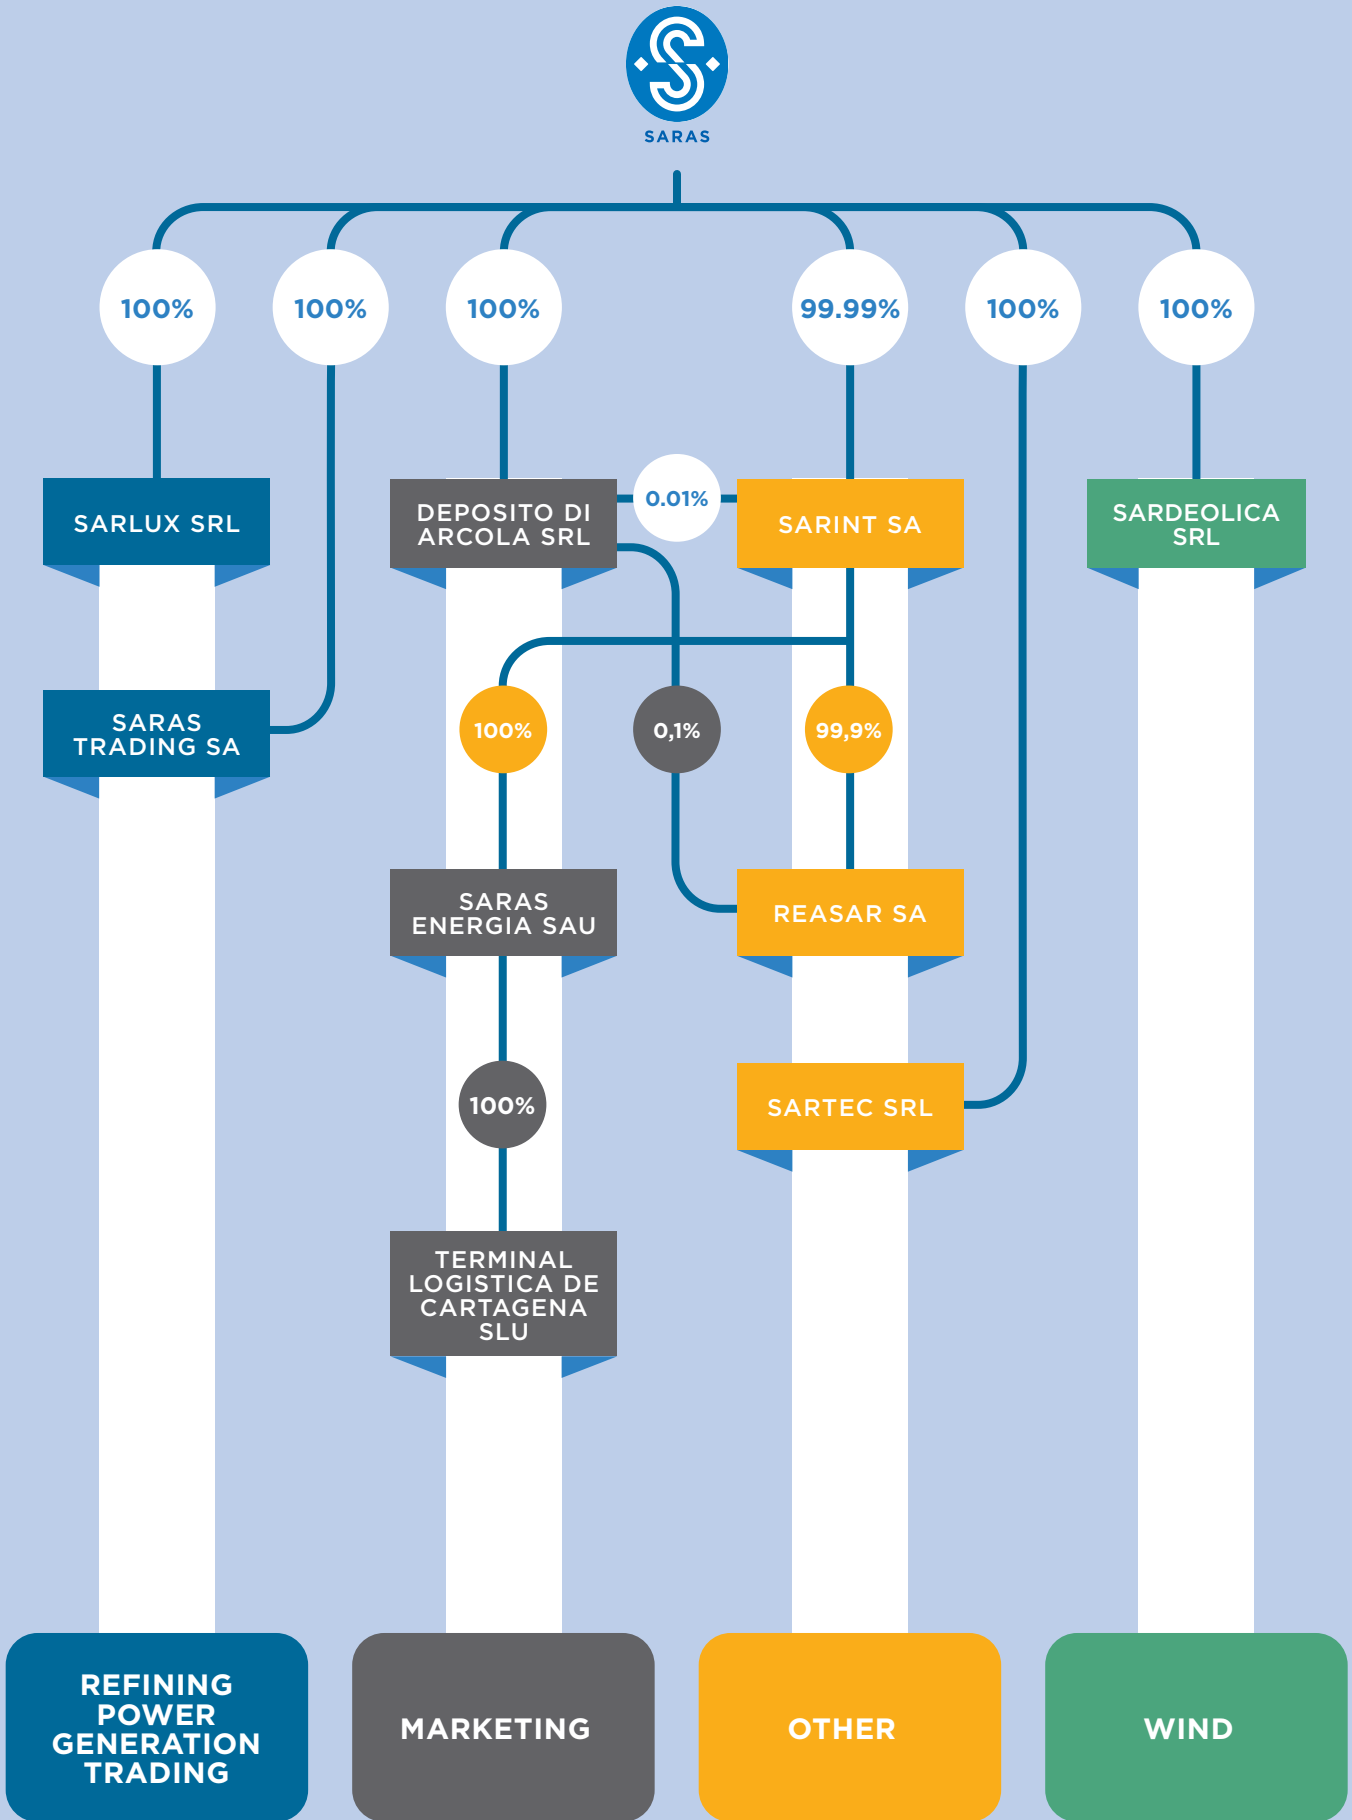 SARAS
100%
100%
100%
99.99%
100%
100%
SARLUX SRL
DEPOSITO DI
ARCOLA SRL
0.01%
SARINT SA
SARDEOLICA
SRL
SARAS
TRADING SA
100%
0,1%
99,9%
SARAS
ENERGIA SAU
REASAR SA
100%
SARTEC SRL
TERMINAL
LOGISTICA DE
CARTAGENA
SLU
REFINING
POWER
GENERATION
TRADING
MARKETING
OTHER
WIND